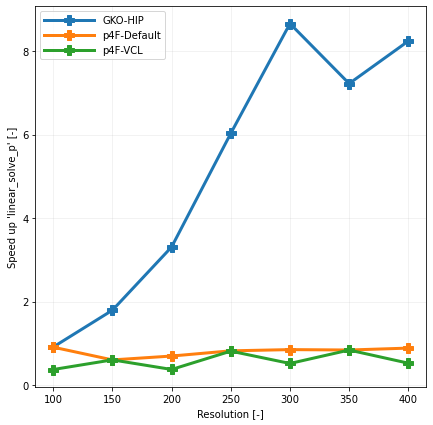 GKO-HIP
p4F-Default
p4F-VCL
Speed up 'linear_solve_p' [-]
8
6
4
2
0
100 150 200 250 300 350 400
Resolution [-]